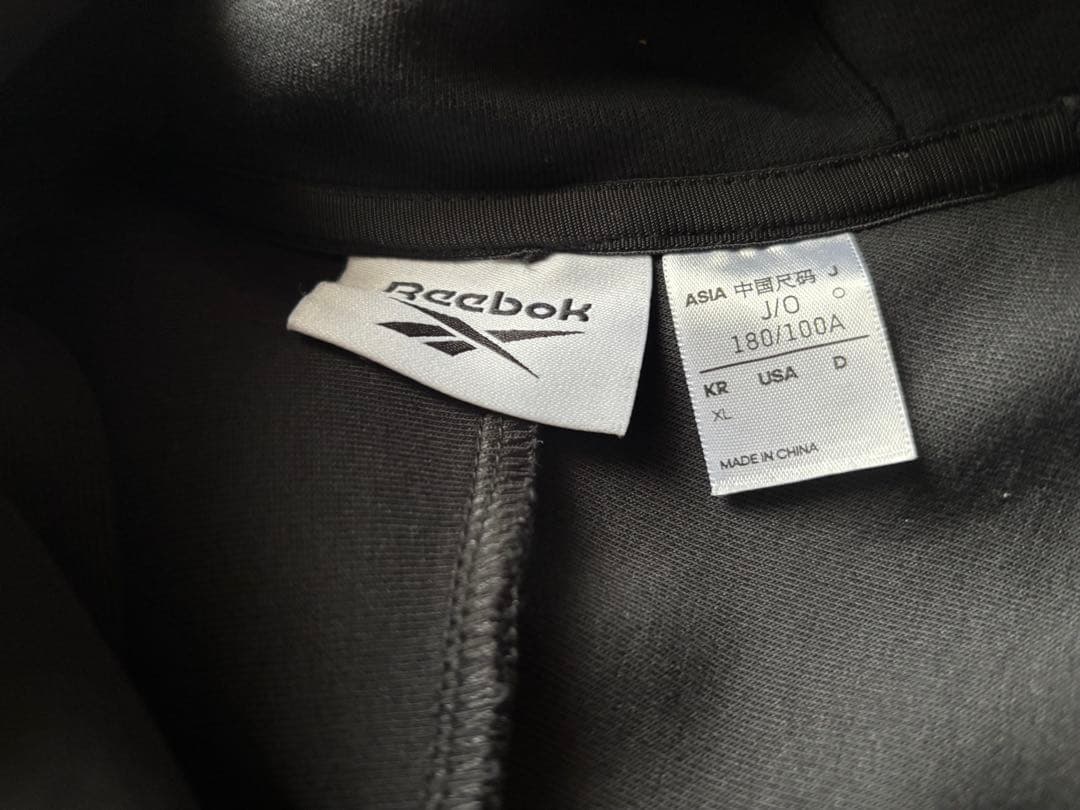 Reebok
ASIA 中国尺码 J
J/O O
180/100A
KR USA D
XL
MADE IN CHINA